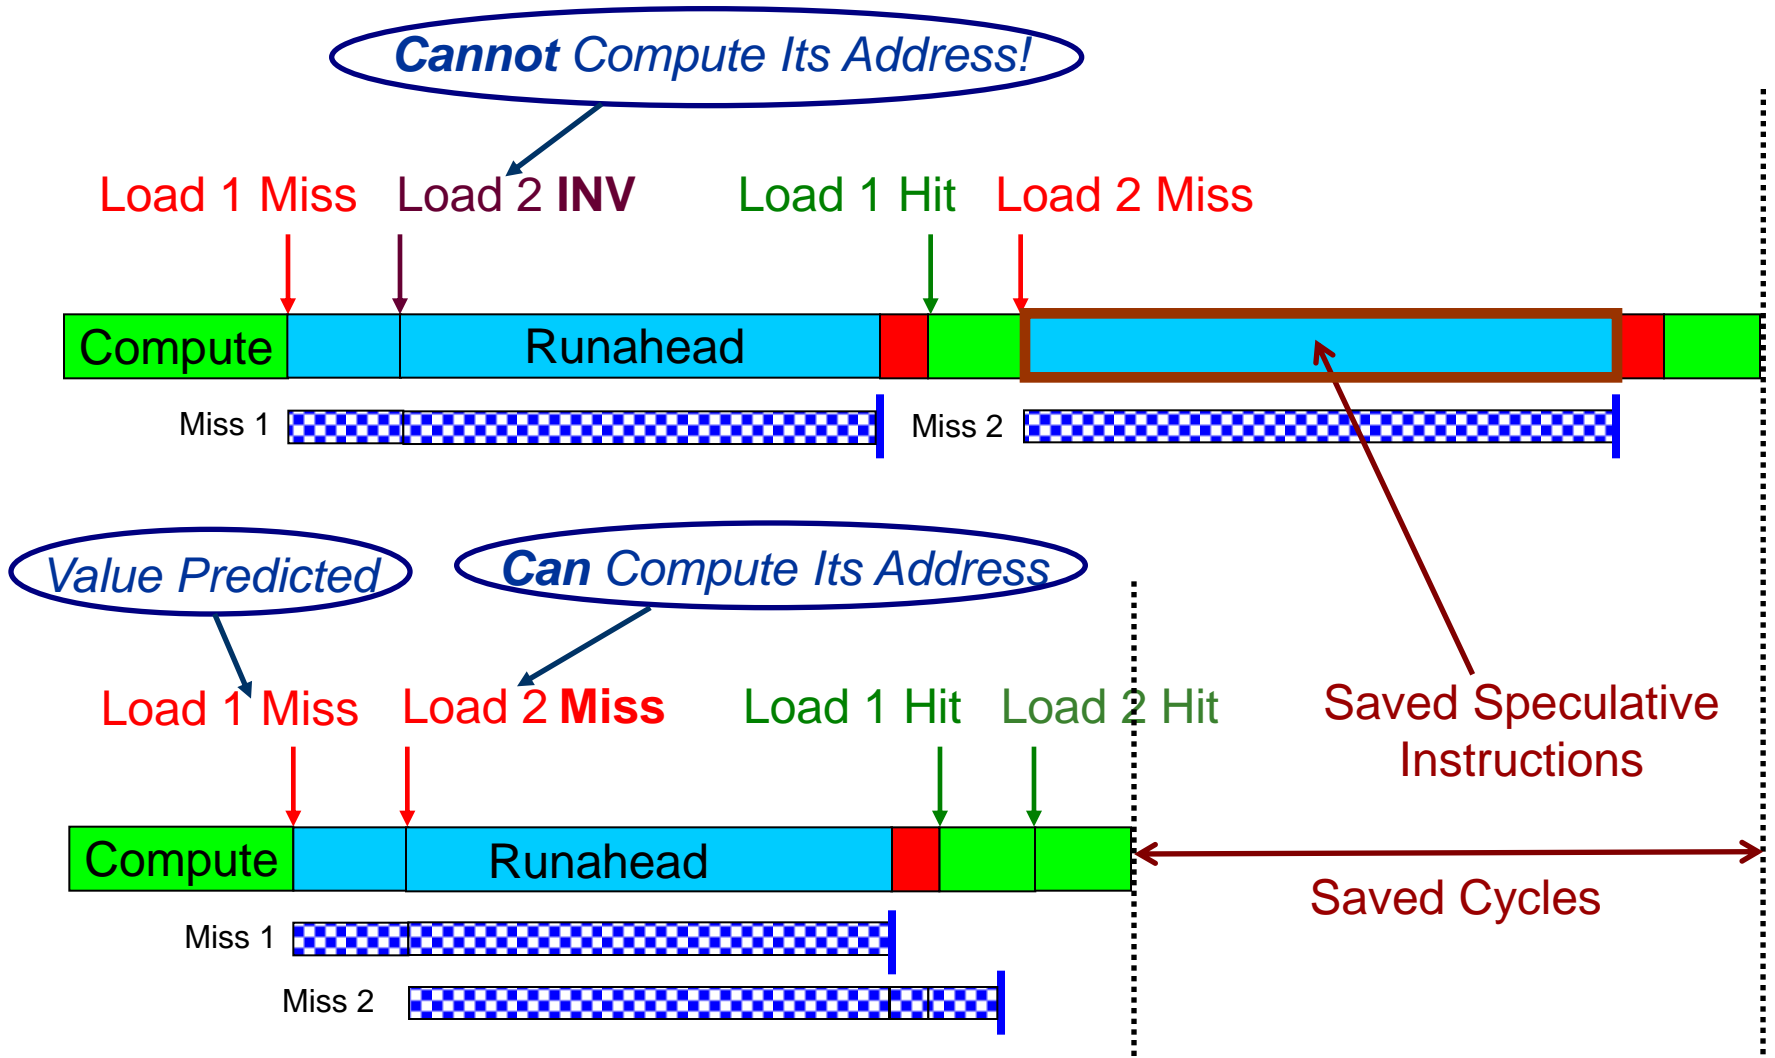 Cannot Compute Its Address!
Load 1 Miss
Load 2 INV
Load 1 Hit
Load 2 Miss
Compute
Runahead
Miss 1
Miss 2
Value Predicted
Can Compute Its Address
Load 1 Miss
Load 2 Miss
Load 1 Hit
Load 2 Hit
Saved Speculative
Instructions
Compute
Runahead
Saved Cycles
Miss 1
Miss 2